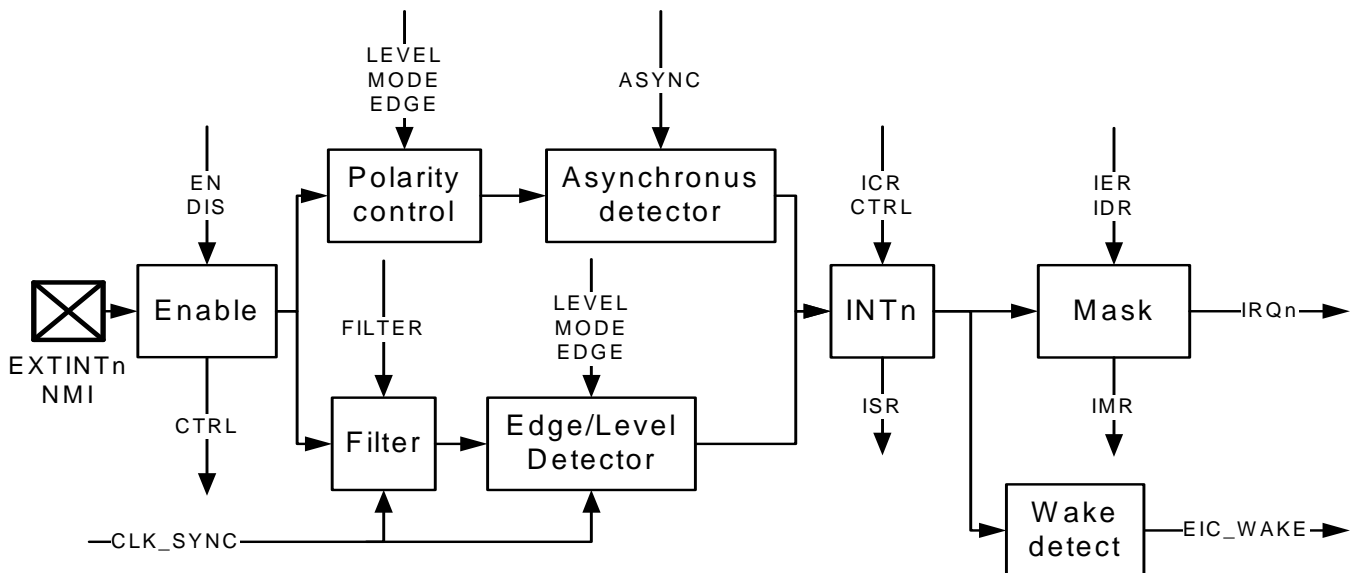 LEVEL
MODE
EDGE
ASYNC
EN
DIS
Polarity
control
Asynchronus
detector
ICR
CTRL
IER
IDR
Enable
FILTER
LEVEL
MODE
EDGE
INTn
Mask
IRQn
EXTINTn
NMI
CTRL
Filter
Edge/Level
Detector
ISR
IMR
CLK_SYNC
Wake
detect
EIC_WAKE